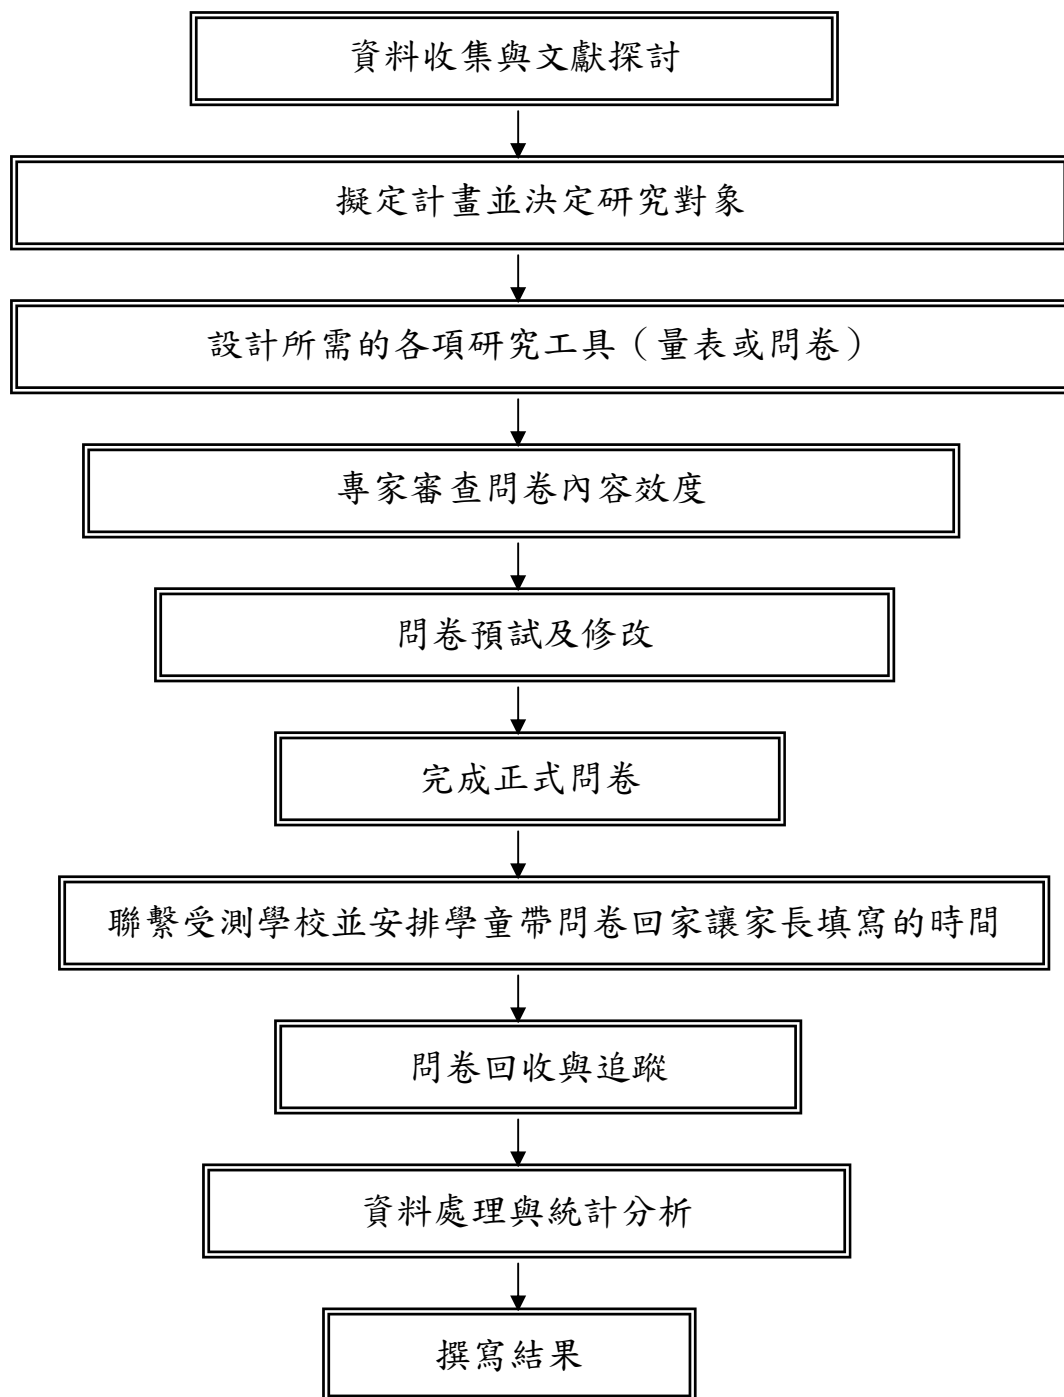 資料收集與文獻探討
擬定計畫並決定研究對象
設計所需的各項研究工具（量表或問卷）
專家審查問卷內容效度
問卷預試及修改
完成正式問卷
聯繫受測學校並安排學童帶問卷回家讓家長填寫的時間
問卷回收與追蹤
資料處理與統計分析
撰寫結果